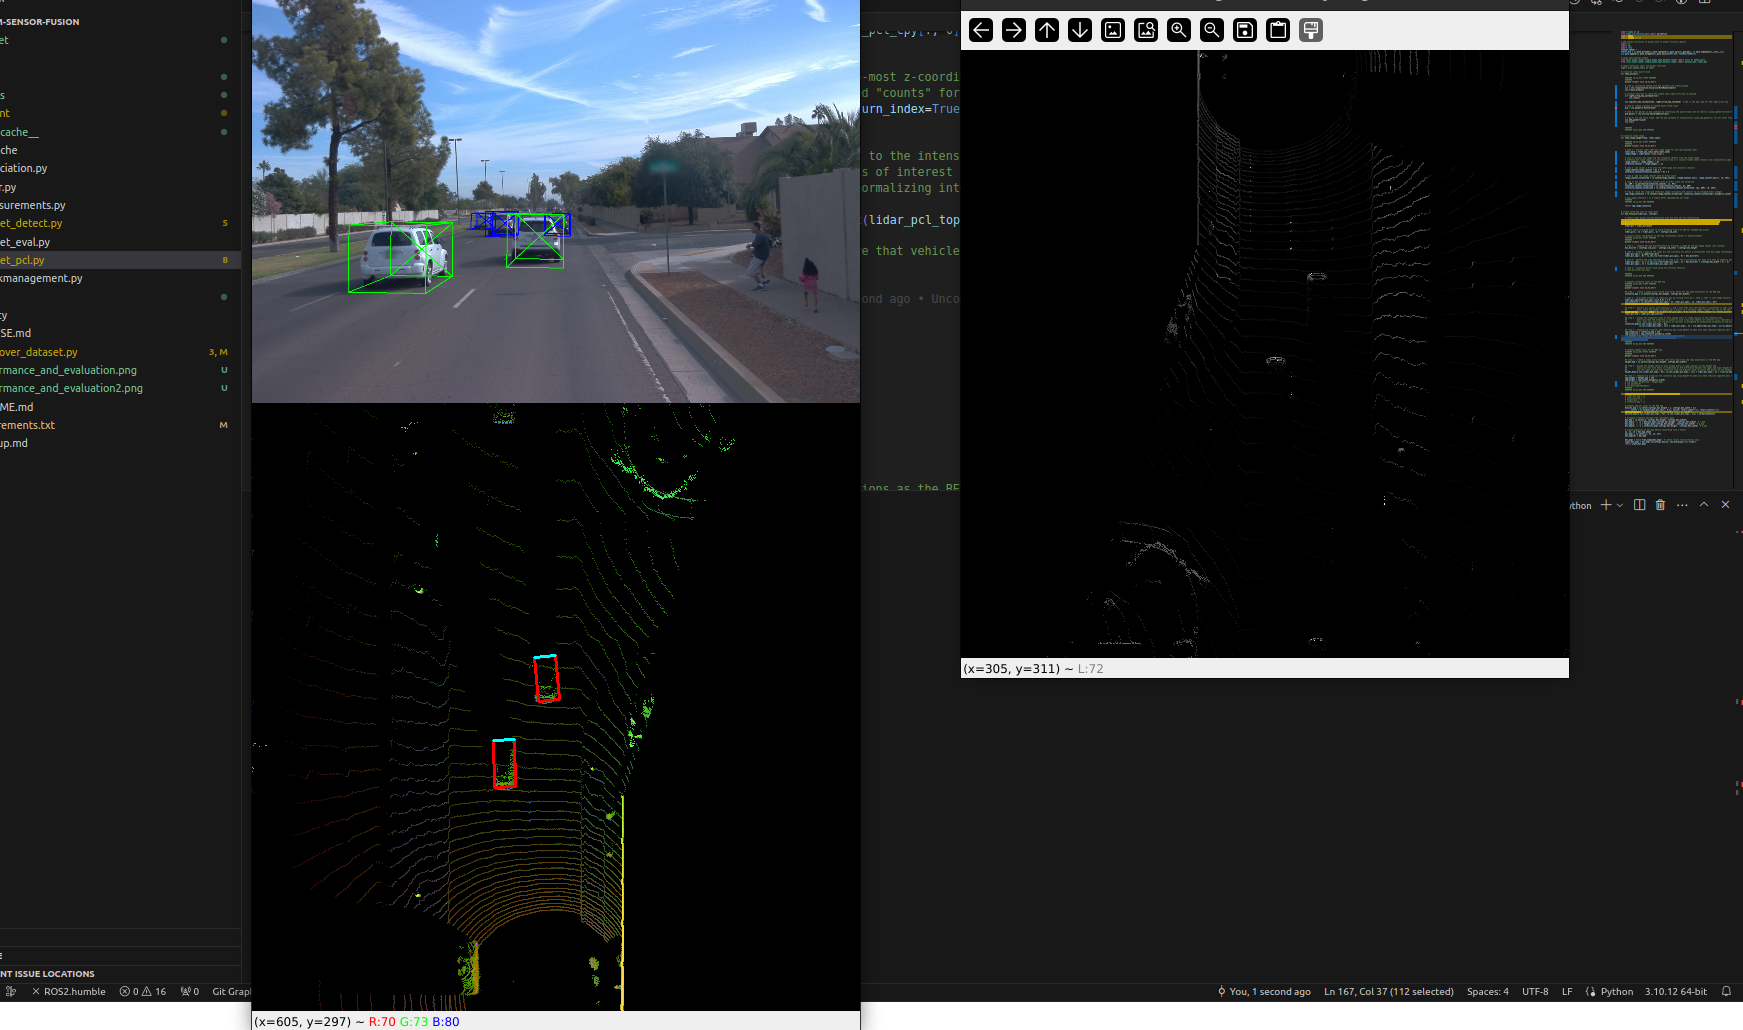 M-SENSOR-FUSION
et
s
nt
cache__
che
ciation.py
r.py
surements.py
et_detect.py 5
et_eval.py
et_pcl.py 8
kmanagement.py
cy
SE.md
over_dataset.py 3, M
rmance_and_evaluation.png U
rmance_and_evaluation2.png U
ME.md
ements.txt M
up.md
E
NT ISSUE LOCATIONS
_pcl_cpy[:, 0]
-most z-coordi
d "counts" for
urn_index=True
to the intens
s of interest
ormalizing int
(lidar_pcl_top
e that vehicle
ond ago • Unco
ions as the BE
(x=305, y=311) ~ L:72
ython
(x=605, y=297) ~ R:70 G:73 B:80
ROS2.humble 0 16 0 Git Grap
You, 1 second ago Ln 167, Col 37 (112 selected) Spaces: 4 UTF-8 LF Python 3.10.12 64-bit